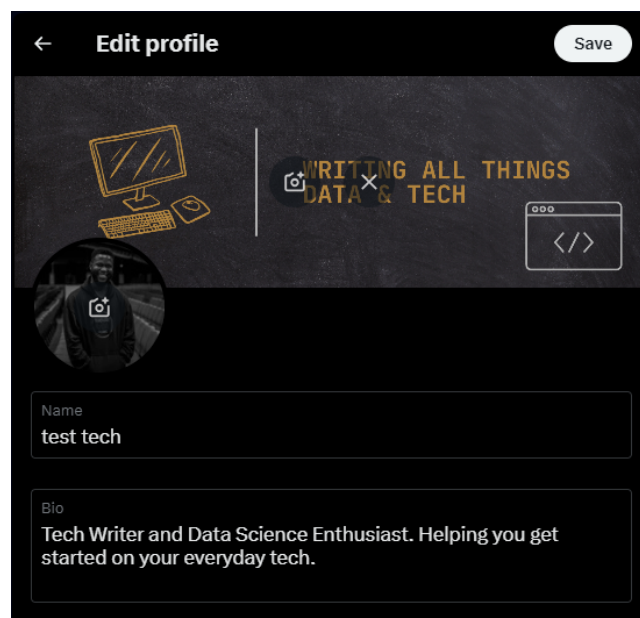 Edit profile
Save
WRITING ALL THINGS
DATA & TECH
</>
Name
test tech
Bio
Tech Writer and Data Science Enthusiast. Helping you get
started on your everyday tech.